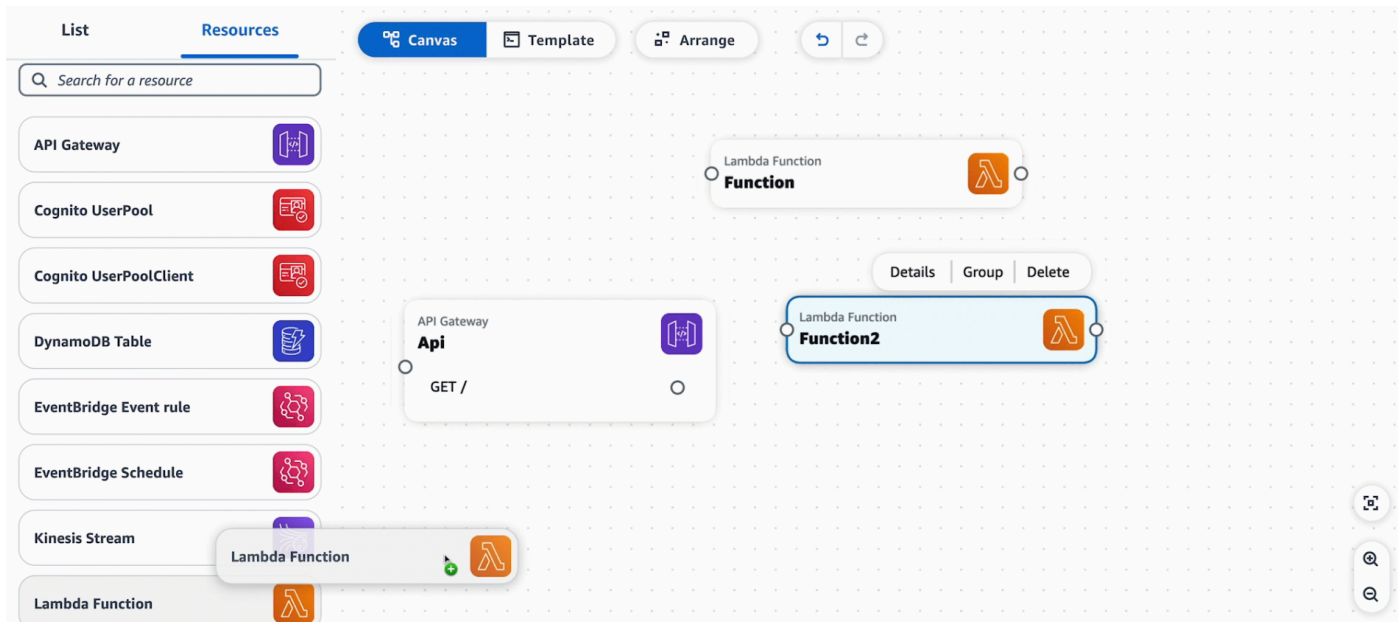 List
Resources
Canvas
Template
Arrange
Search for a resource
API Gateway
Cognito UserPool
Cognito UserPoolClient
DynamoDB Table
EventBridge Event rule
EventBridge Schedule
Kinesis Stream
Lambda Function
Lambda Function
Lambda Function
Function
Details
Group
Delete
Lambda Function
Function2
API Gateway
Api
GET /